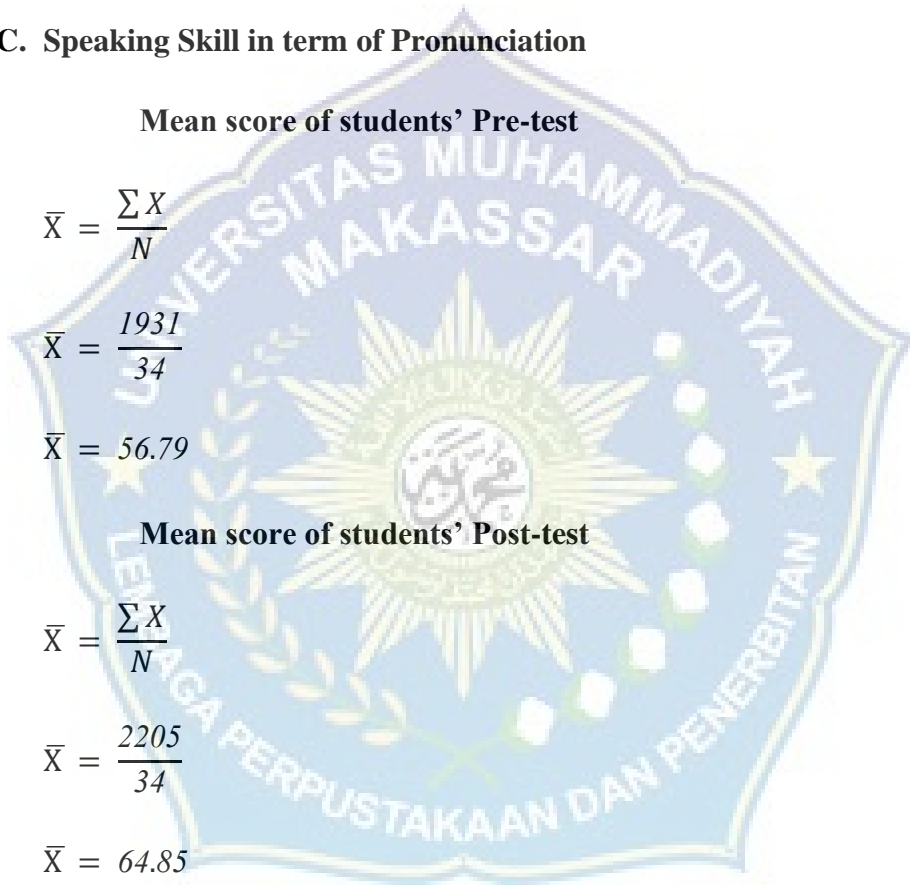 C. Speaking Skill in term of Pronunciation
Mean score of students' Pre-test
X̅ = ∑ X / N
X̅ = 1931 / 34
X̅ = 56.79
Mean score of students' Post-test
X̅ = ∑ X / N
X̅ = 2205 / 34
X̅ = 64.85
UNIVERSITAS MUHAMMADIYAH
MAKASSAR
LEMBAGA PERPUSTAKAAN DAN PENERBITAN